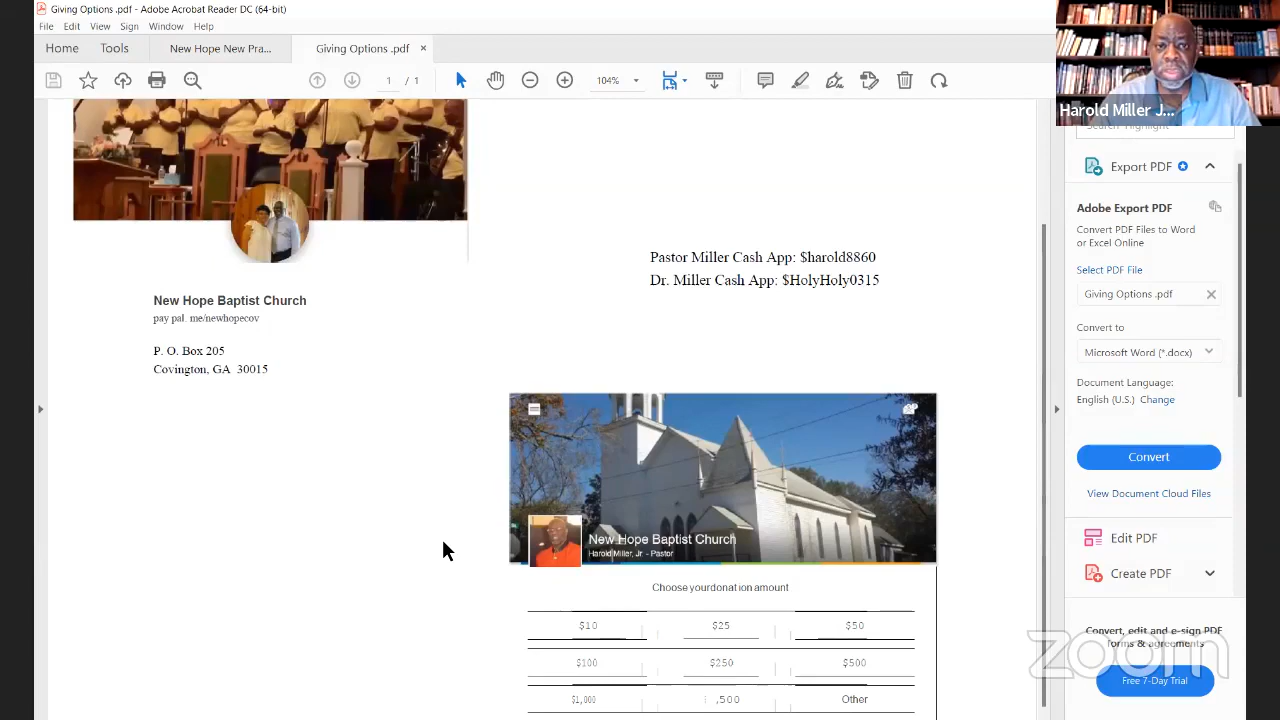 Giving Options .pdf - Adobe Acrobat Reader DC (64-bit)
File Edit View Sign Window Help
Home Tools New Hope New Pra... Giving Options .pdf ×
1 / 1 104%
Harold Miller J...
Pastor Miller Cash App: $harold8860
Dr. Miller Cash App: $HolyHoly0315
New Hope Baptist Church
pay pal. me/newhopecov
P. O. Box 205
Covington, GA 30015
New Hope Baptist Church
Harold Miller, Jr. - Pastor
Choose yourdonat ion amount
$10 $25 $50
$100 $250 $500
$1,000 ,500 Other
Search 'Highlight'
Export PDF
Adobe Export PDF
Convert PDF Files to Word
or Excel Online
Select PDF File
Giving Options .pdf
Convert to
Microsoft Word (*.docx)
Document Language:
English (U.S.) Change
Convert
View Document Cloud Files
Edit PDF
Create PDF
Convert, edit and e-sign PDF
forms & agreements
Free 7-Day Trial
zoom